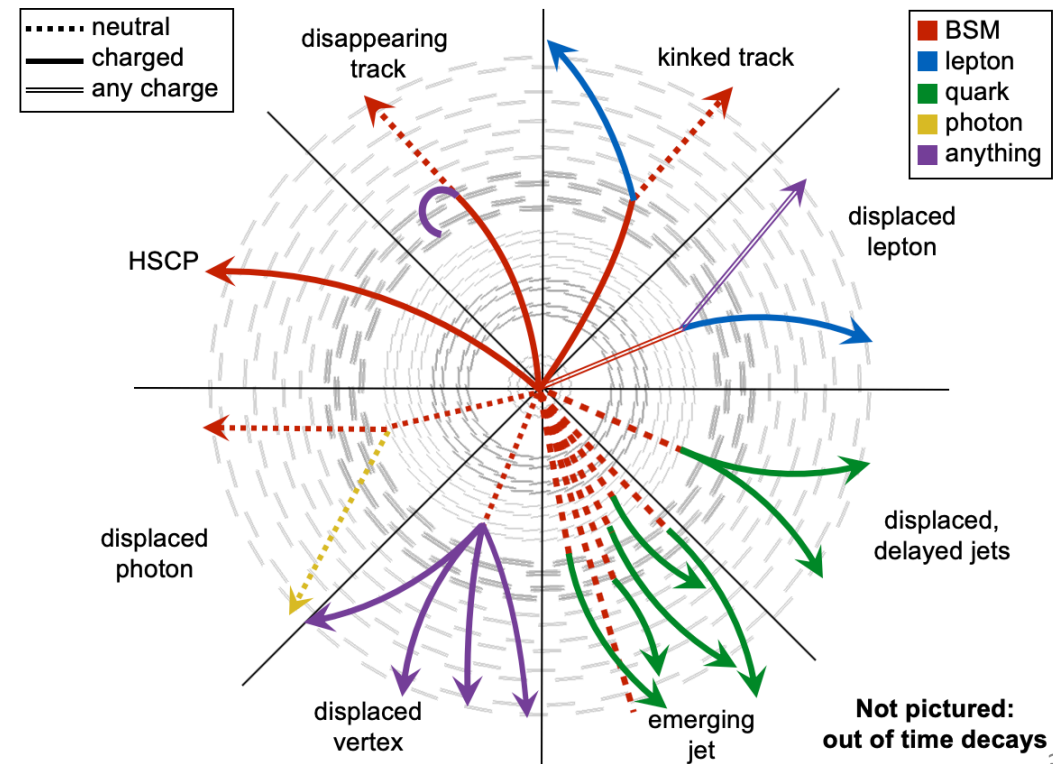 neutral
charged
any charge
disappearing
track
kinked track
BSM
lepton
quark
photon
anything
displaced
lepton
HSCP
displaced
photon
displaced,
delayed jets
displaced
vertex
emerging
jet
Not pictured:
out of time decays